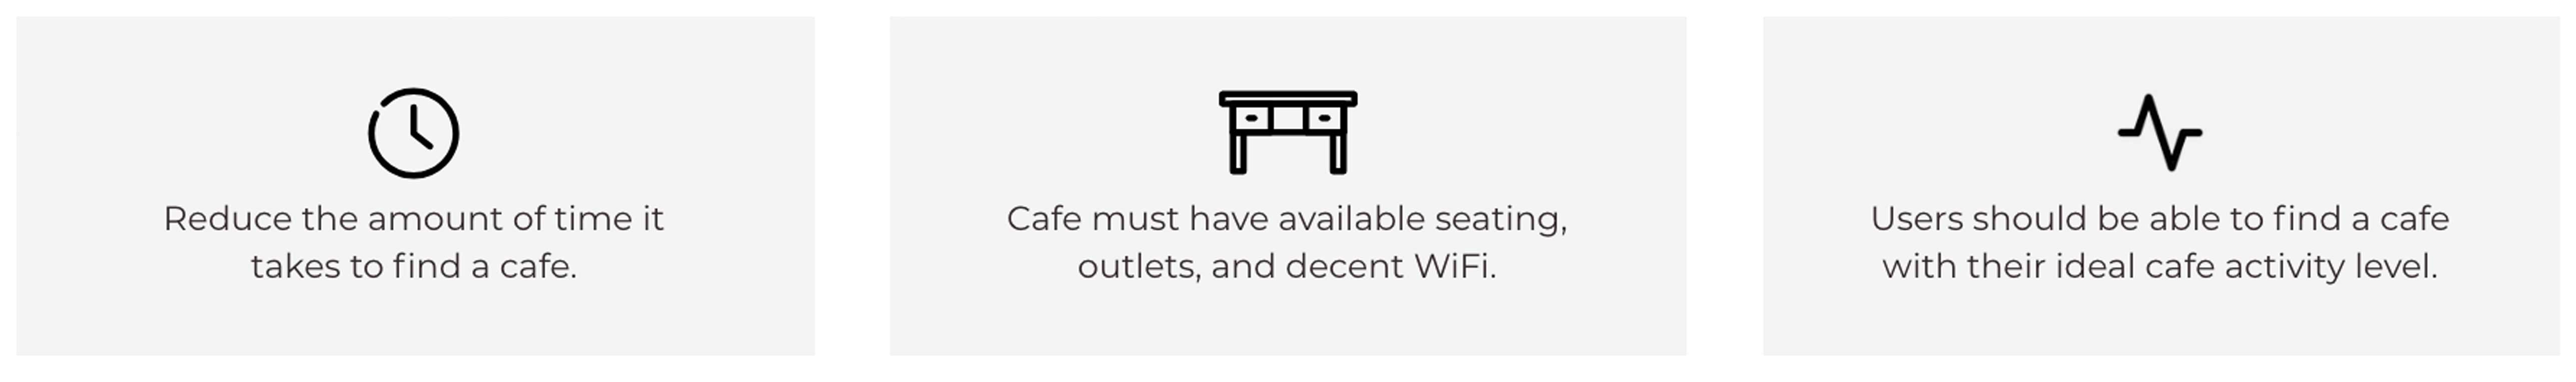 Reduce the amount of time it
takes to find a cafe.
Cafe must have available seating,
outlets, and decent WiFi.
Users should be able to find a cafe
with their ideal cafe activity level.